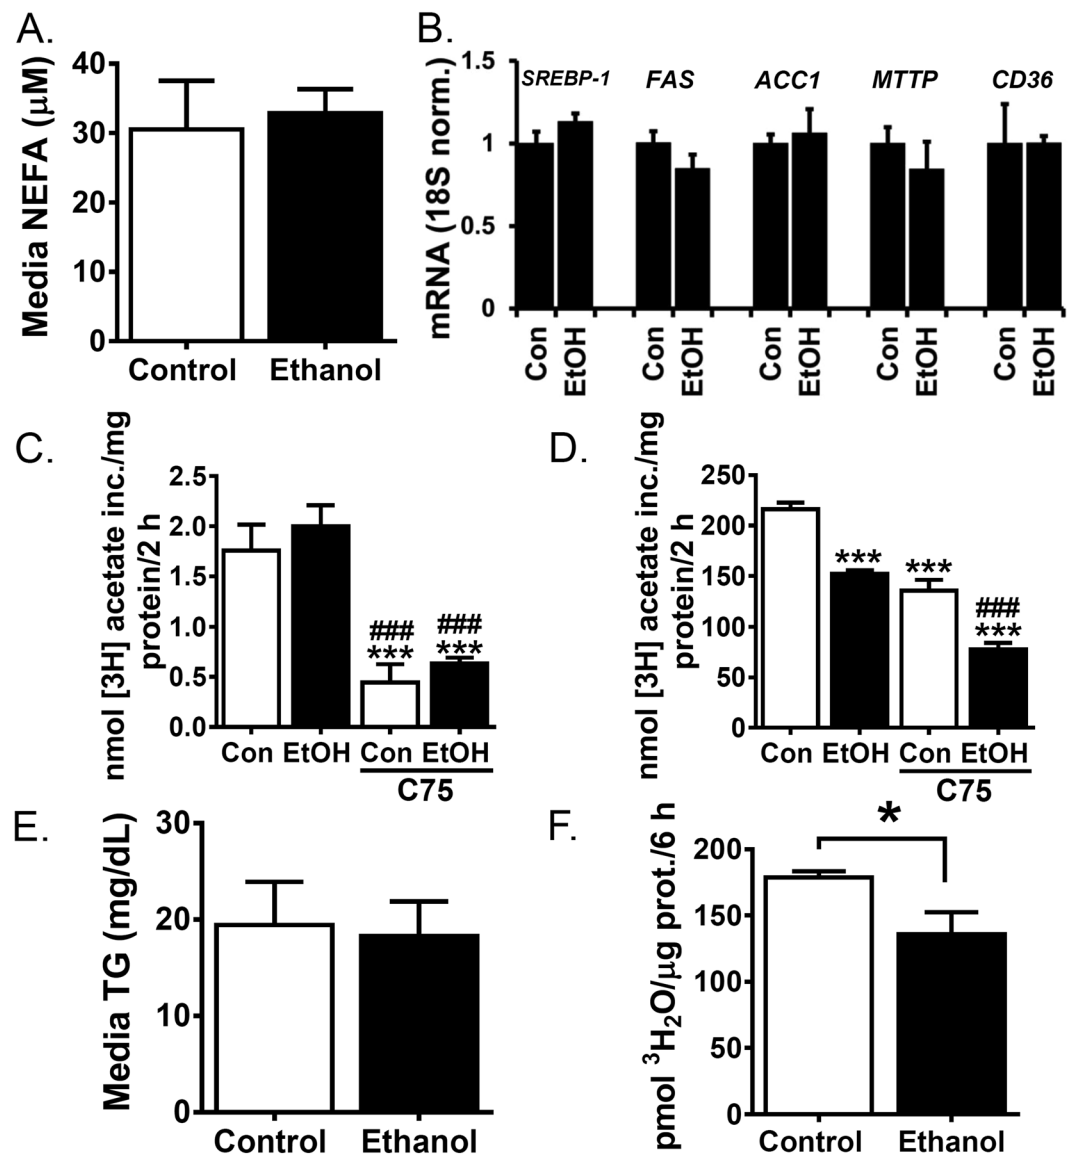 A.
Media NEFA (μM)
40
30
20
10
0
Control
Ethanol
B.
mRNA (18S norm.)
1.5
1
0.5
0
SREBP-1
FAS
ACC1
MTTP
CD36
Con
EtOH
Con
EtOH
Con
EtOH
Con
EtOH
Con
EtOH
C.
nmol [3H] acetate inc./mg
protein/2 h
2.5
2.0
1.5
1.0
0.5
0.0
###
***
###
***
Con
EtOH
Con
EtOH
C75
D.
nmol [3H] acetate inc./mg
protein/2 h
250
200
150
100
50
0
***
***
###
***
Con
EtOH
Con
EtOH
C75
E.
Media TG (mg/dL)
30
20
10
0
Control
Ethanol
F.
pmol ³H₂O/μg prot./6 h
200
150
100
50
0
*
Control
Ethanol